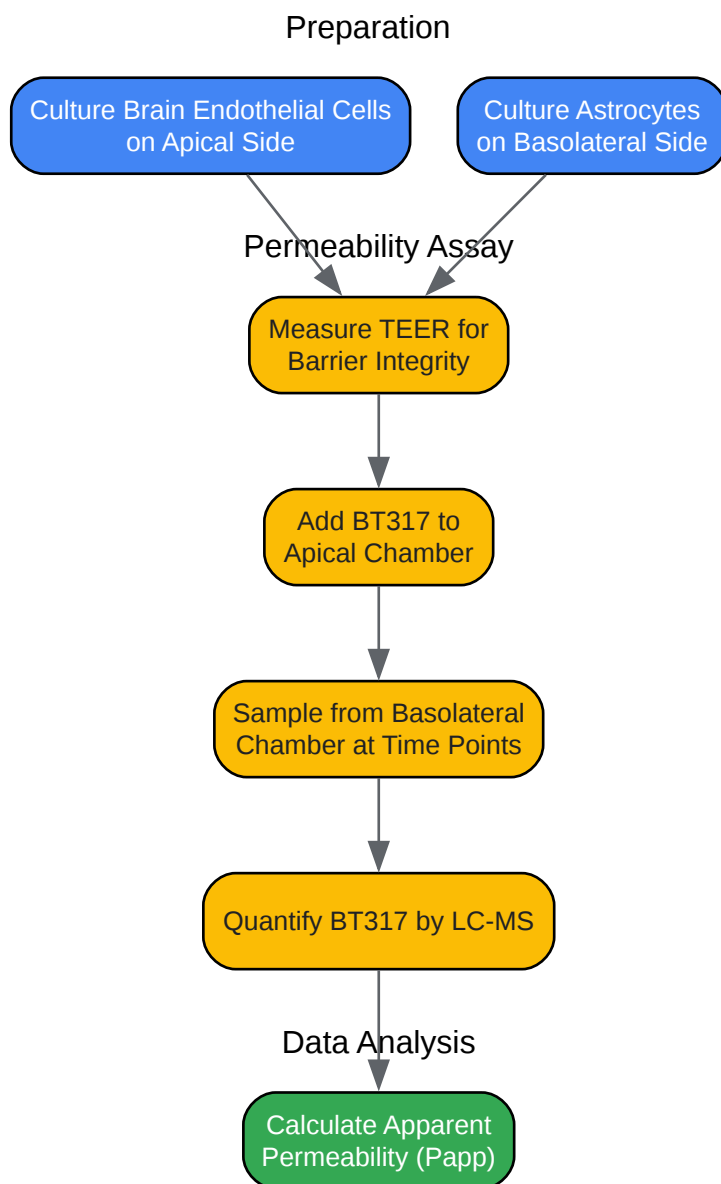 Preparation
Culture Brain Endothelial Cells
on Apical Side
Culture Astrocytes
on Basolateral Side
Permeability Assay
Measure TEER for
Barrier Integrity
Add BT317 to
Apical Chamber
Sample from Basolateral
Chamber at Time Points
Quantify BT317 by LC-MS
Data Analysis
Calculate Apparent
Permeability (Papp)